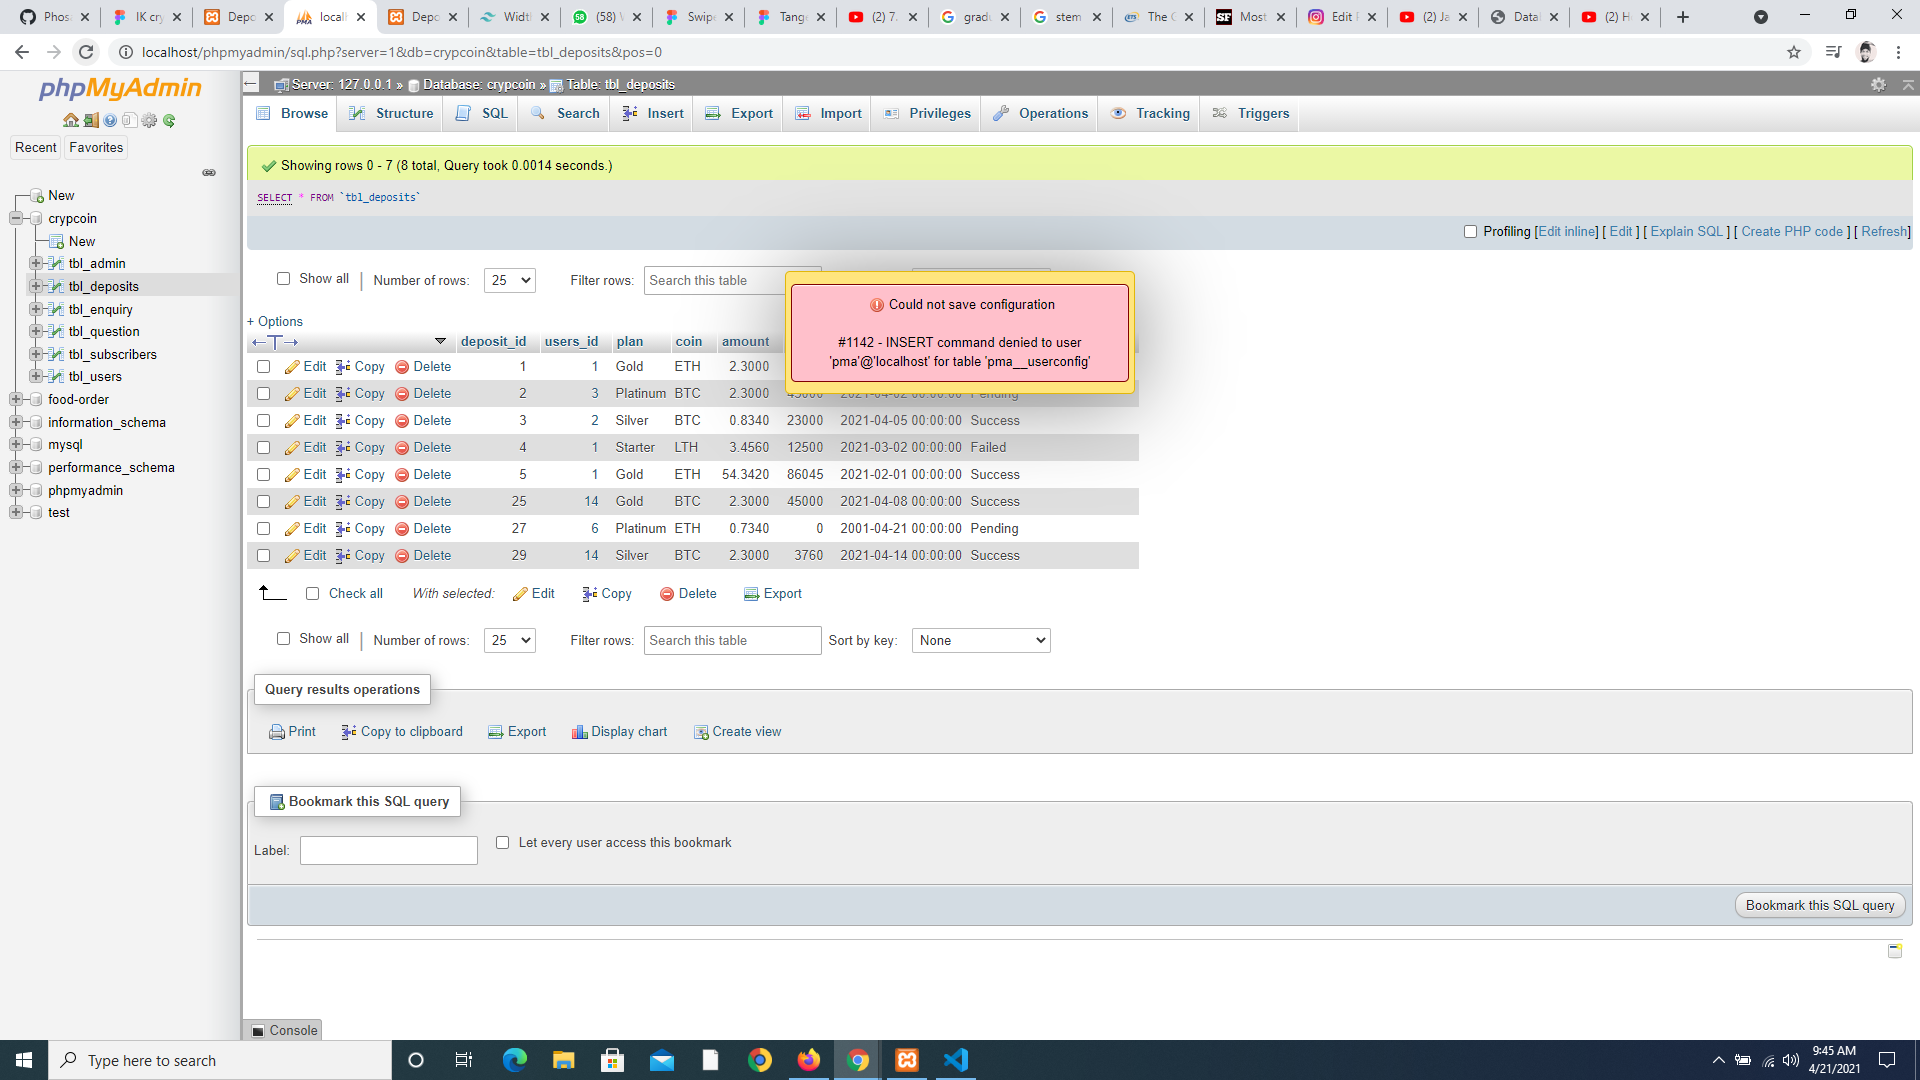 Phos
IK cry
Depo
locall
Depo
Width
(58) \
Swipe
Tange
(2) 7.
gradu
stem
The C
Most
Edit F
(2) Ja
Datal
(2) H
localhost/phpmyadmin/sql.php?server=1&db=crypcoin&table=tbl_deposits&pos=0
phpMyAdmin
Recent
Favorites
New
crypcoin
New
tbl_admin
tbl_deposits
tbl_enquiry
tbl_question
tbl_subscribers
tbl_users
food-order
information_schema
mysql
performance_schema
phpmyadmin
test
Server: 127.0.0.1 » Database: crypcoin » Table: tbl_deposits
Browse Structure SQL Search Insert Export Import Privileges Operations Tracking Triggers
Showing rows 0 - 7 (8 total, Query took 0.0014 seconds.)
SELECT * FROM `tbl_deposits`
Profiling [Edit inline] [ Edit ] [ Explain SQL ] [ Create PHP code ] [ Refresh]
Show all | Number of rows: 25 Filter rows: Search this table
Could not save configuration
#1142 - INSERT command denied to user
'pma'@'localhost' for table 'pma__userconfig'
+ Options
←T→ deposit_id users_id plan coin amount
Edit Copy Delete 1 1 Gold ETH 2.3000
Edit Copy Delete 2 3 Platinum BTC 2.3000 45000 2021-04-02 00:00:00 Pending
Edit Copy Delete 3 2 Silver BTC 0.8340 23000 2021-04-05 00:00:00 Success
Edit Copy Delete 4 1 Starter LTH 3.4560 12500 2021-03-02 00:00:00 Failed
Edit Copy Delete 5 1 Gold ETH 54.3420 86045 2021-02-01 00:00:00 Success
Edit Copy Delete 25 14 Gold BTC 2.3000 45000 2021-04-08 00:00:00 Success
Edit Copy Delete 27 6 Platinum ETH 0.7340 0 2001-04-21 00:00:00 Pending
Edit Copy Delete 29 14 Silver BTC 2.3000 3760 2021-04-14 00:00:00 Success
Check all With selected: Edit Copy Delete Export
Show all | Number of rows: 25 Filter rows: Search this table Sort by key: None
Query results operations
Print Copy to clipboard Export Display chart Create view
Bookmark this SQL query
Label: Let every user access this bookmark
Bookmark this SQL query
Console
Type here to search
9:45 AM
4/21/2021